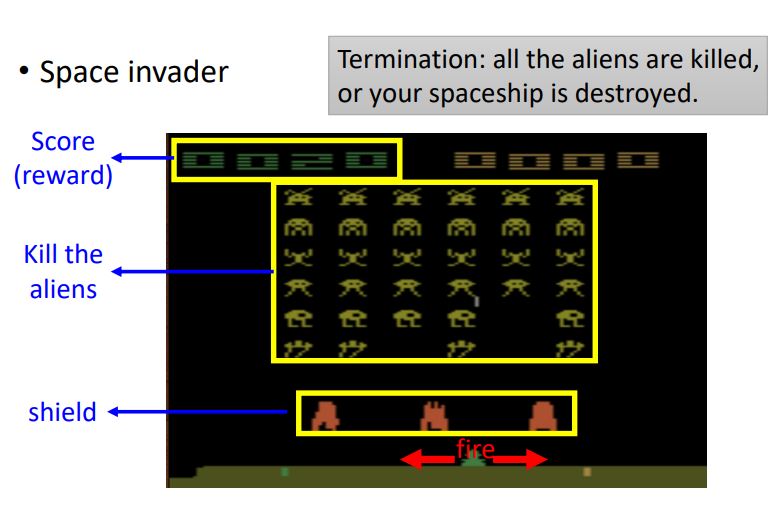 • Space invader
Termination: all the aliens are killed,
or your spaceship is destroyed.
Score
(reward)
0020
0000
Kill the
aliens
shield
fire